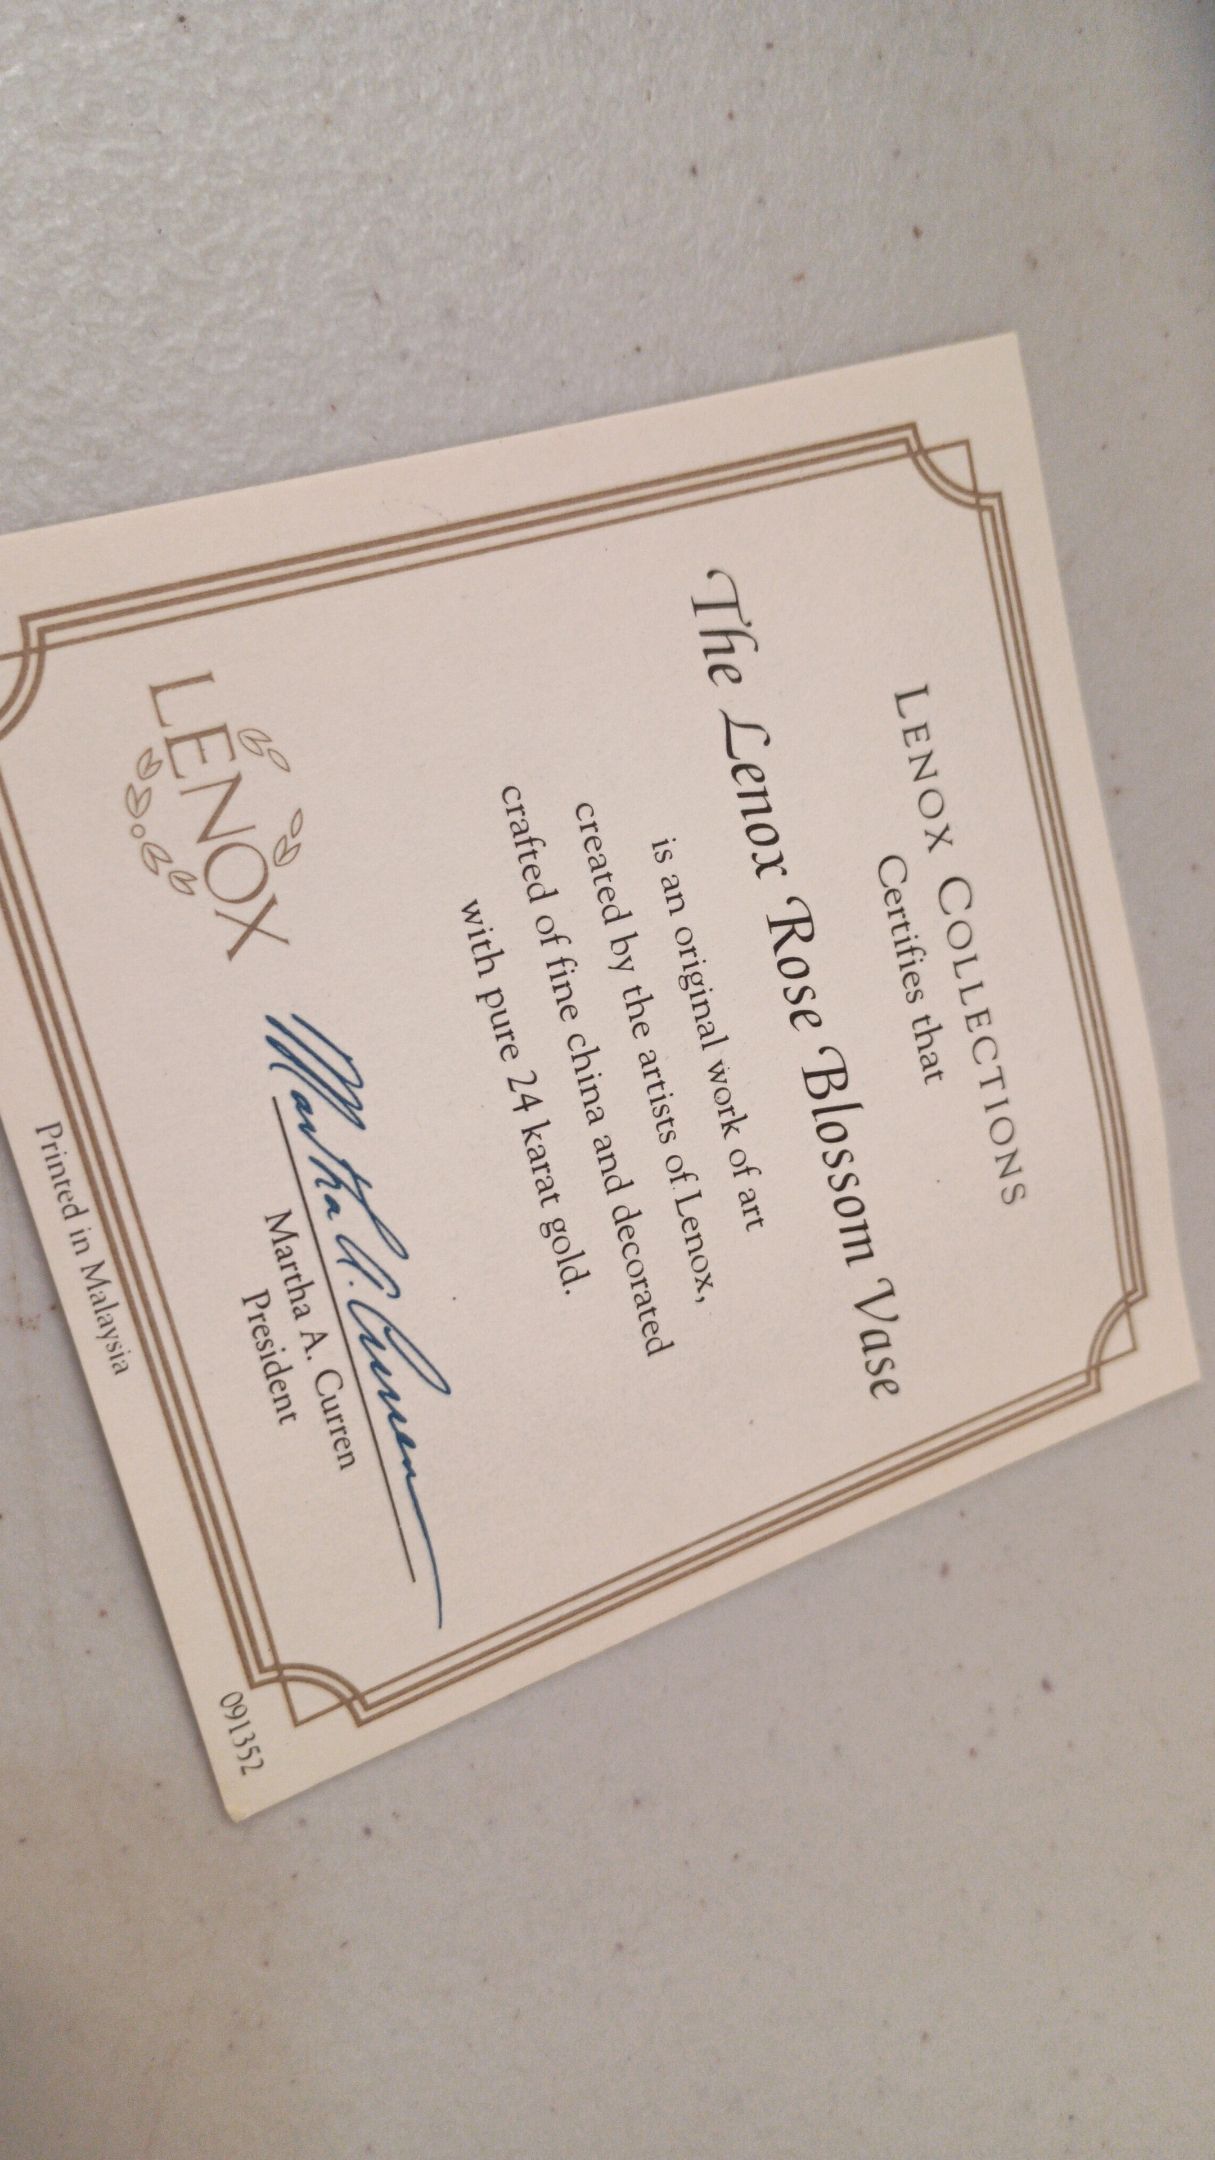 LENOX COLLECTIONS
Certifies that
The Lenox Rose Blossom Vase
is an original work of art
created by the artists of Lenox,
crafted of fine china and decorated
with pure 24 karat gold.
LENOX
Martha A. Curren
Martha A. Curren
President
Printed in Malaysia
091352